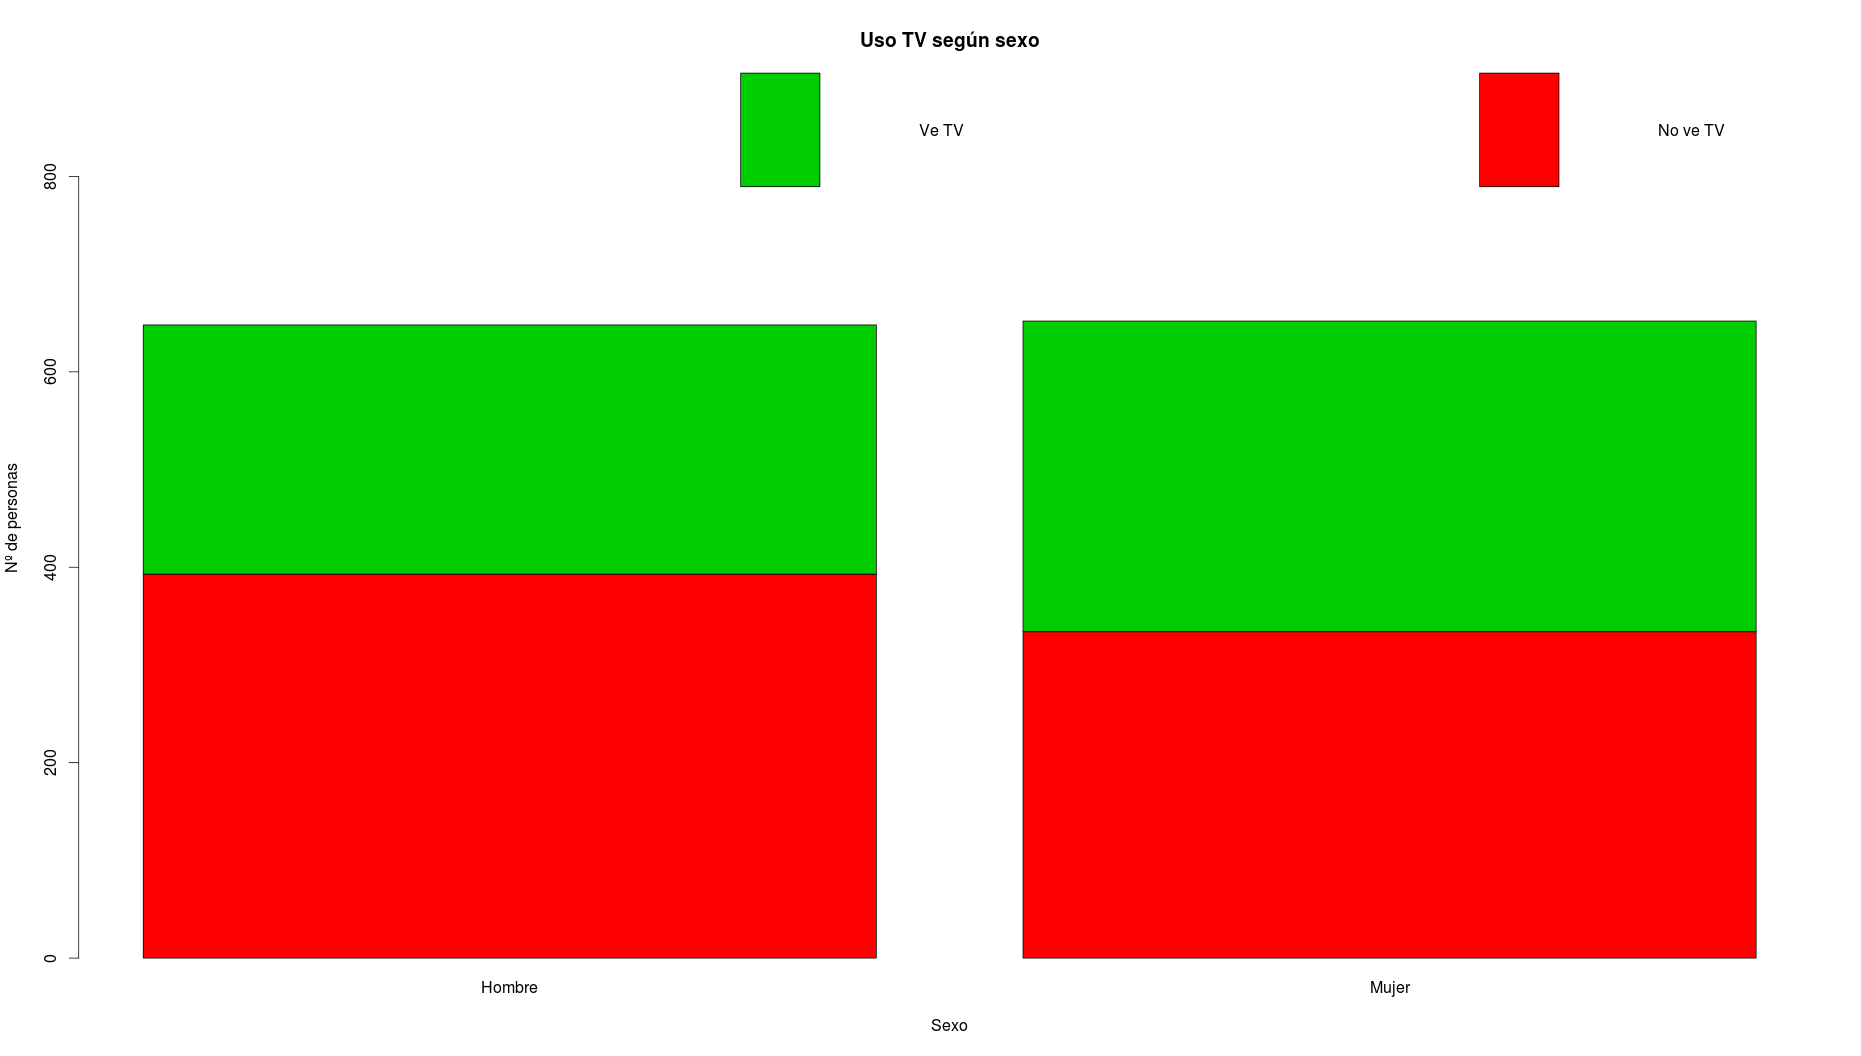 Uso TV según sexo
Ve TV
No ve TV
800
600
400
200
0
Nº de personas
Hombre
Mujer
Sexo